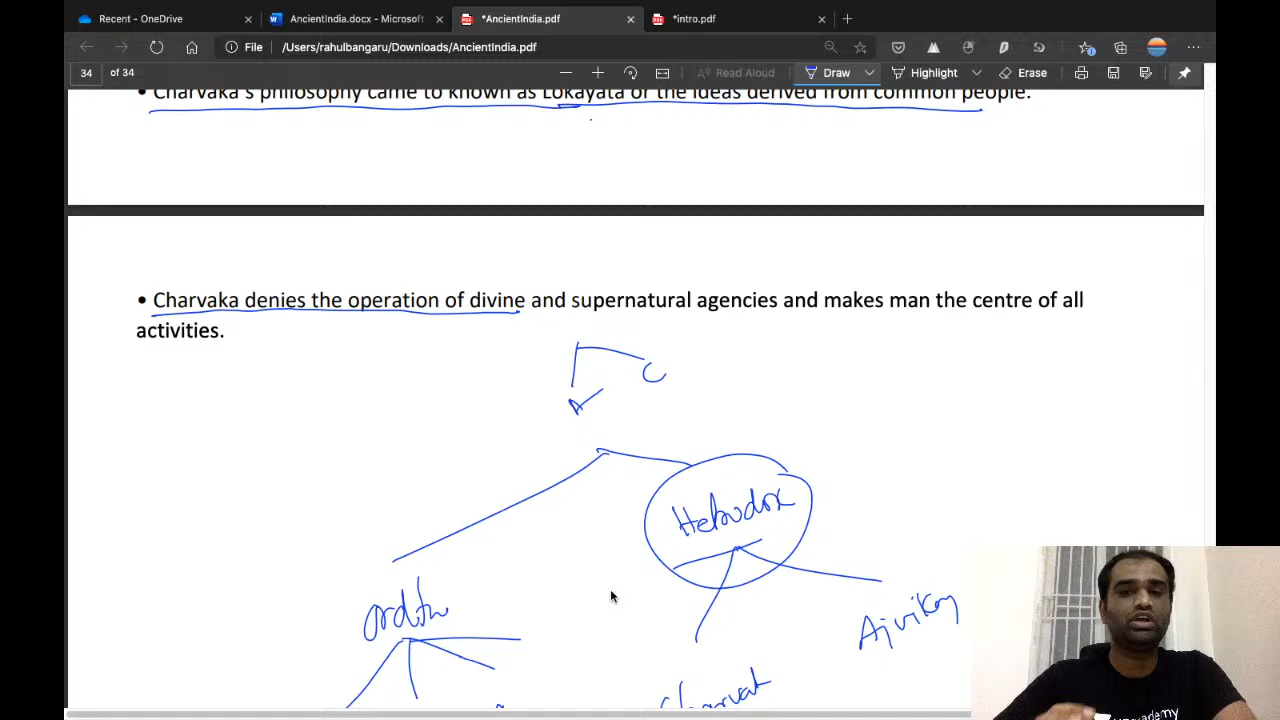 Recent - OneDrive
AncientIndia.docx - Microsoft
*AncientIndia.pdf
*intro.pdf
File
/Users/rahulbangaru/Downloads/AncientIndia.pdf
34 of 34
Read Aloud
Draw
Highlight
Erase
• Charvaka's philosophy came to known as Lokayata or the ideas derived from common people.
• Charvaka denies the operation of divine and supernatural agencies and makes man the centre of all
activities.
C
A